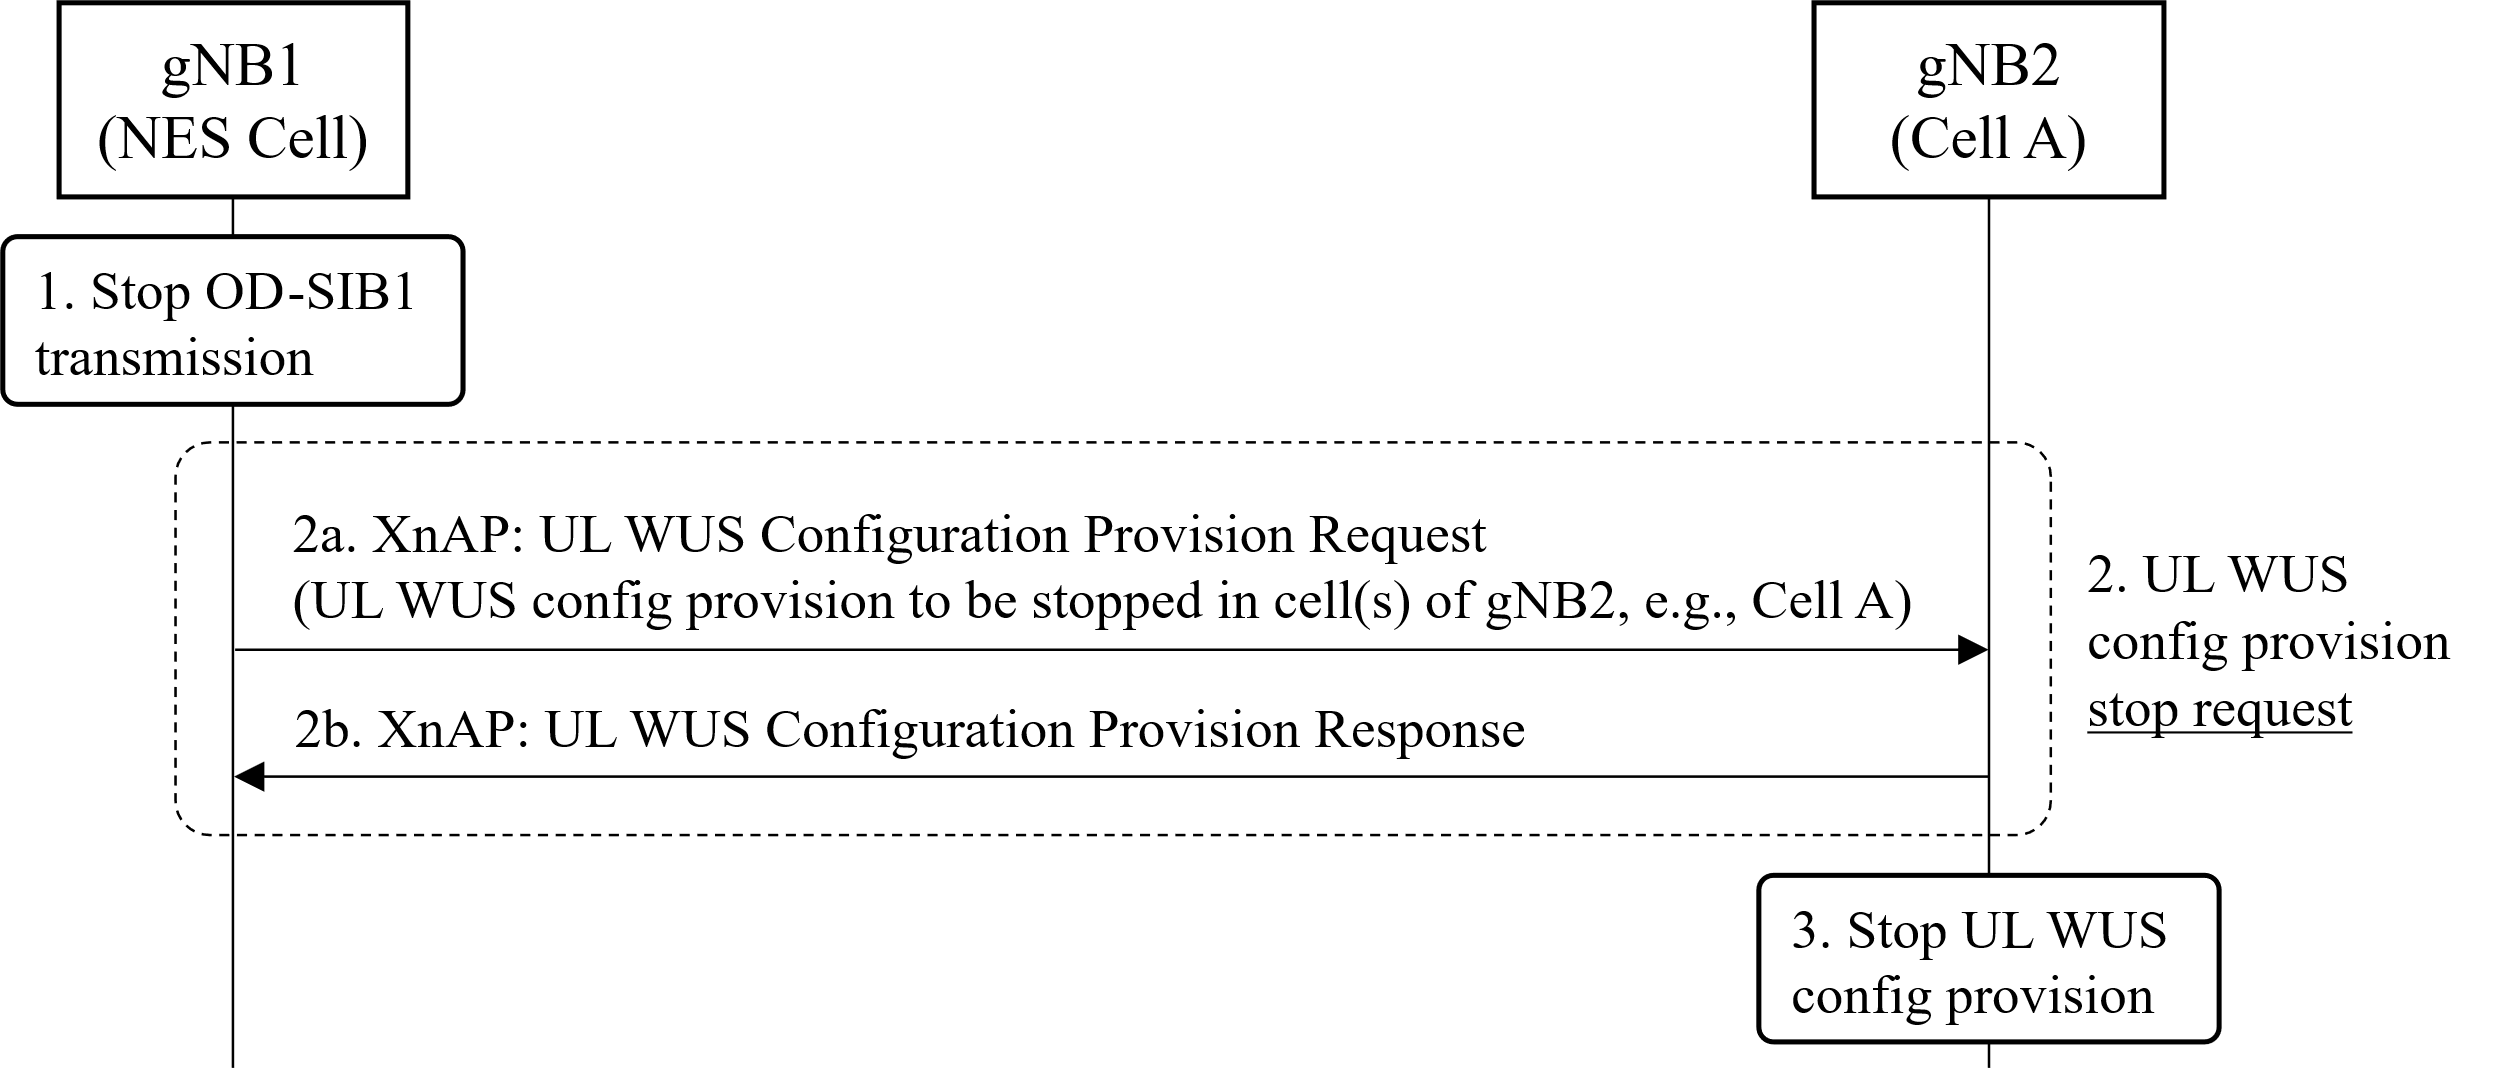 gNB1
(NES Cell)
gNB2
(Cell A)
1. Stop OD-SIB1
transmission
2a. XnAP: UL WUS Configuration Provision Request
(UL WUS config provision to be stopped in cell(s) of gNB2, e.g., Cell A)
2b. XnAP: UL WUS Configuration Provision Response
2. UL WUS
config provision
stop request
3. Stop UL WUS
config provision